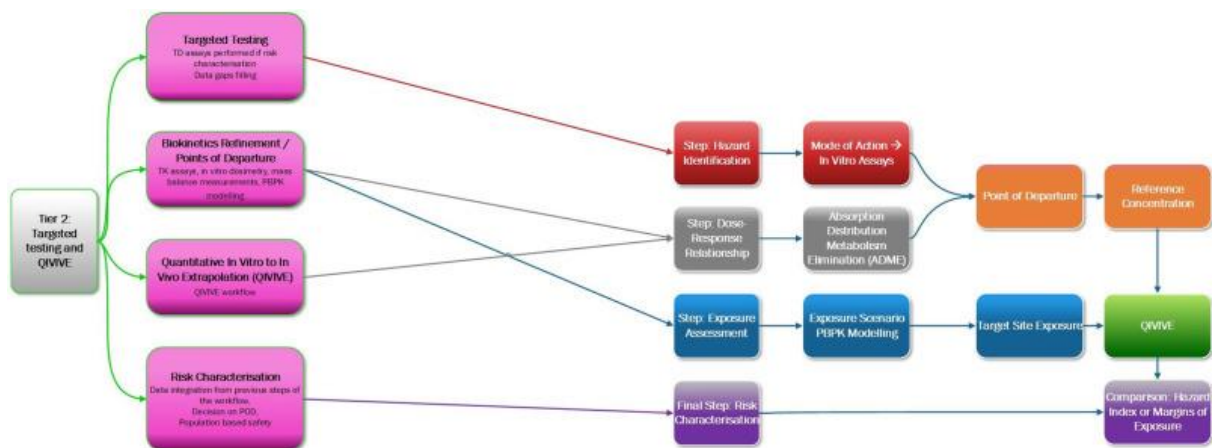 Targeted Testing
TD assays performed if risk
characterisation
Data gaps filling
Biokinetics Refinement /
Points of Departure
TK assays, in vitro dosimetry, mass
balance measurements, PBPK
modelling
Tier 2:
Targeted
testing and
QIVIVE
Quantitative In Vitro to In
Vivo Extrapolation (QIVIVE)
QIVIVE workflow
Risk Characterisation
Data integration from previous steps of
the workflow,
Decision on POD,
Population based safety
Step: Hazard
Identification
Mode of Action →
In Vitro Assays
Point of Departure
Reference
Concentration
Step: Dose-
Response
Relationship
Absorption
Distribution
Metabolism
Elimination (ADME)
Step: Exposure
Assessment
Exposure Scenario
PBPK Modelling
Target Site Exposure
QIVIVE
Final Step: Risk
Characterisation
Comparison: Hazard
Index or Margins of
Exposure